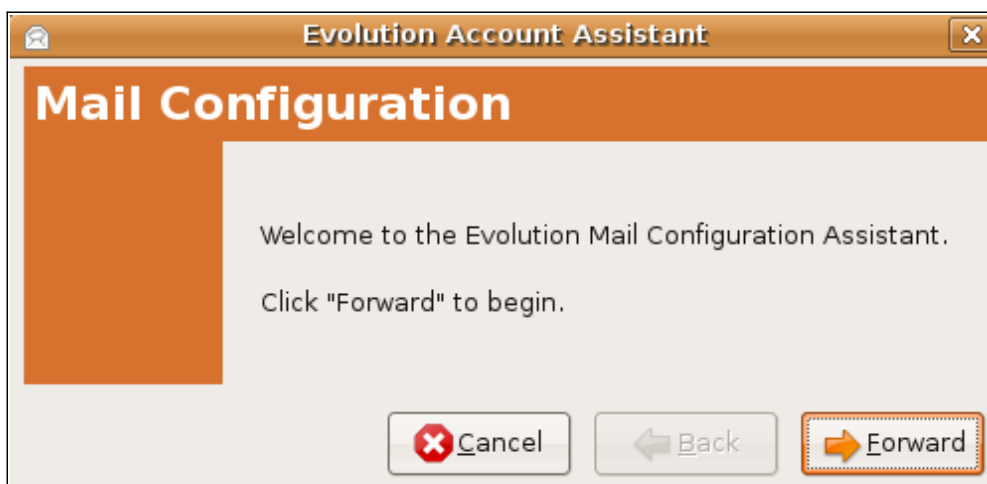 Evolution Account Assistant
Mail Configuration
Welcome to the Evolution Mail Configuration Assistant.
Click "Forward" to begin.
Cancel Back Forward